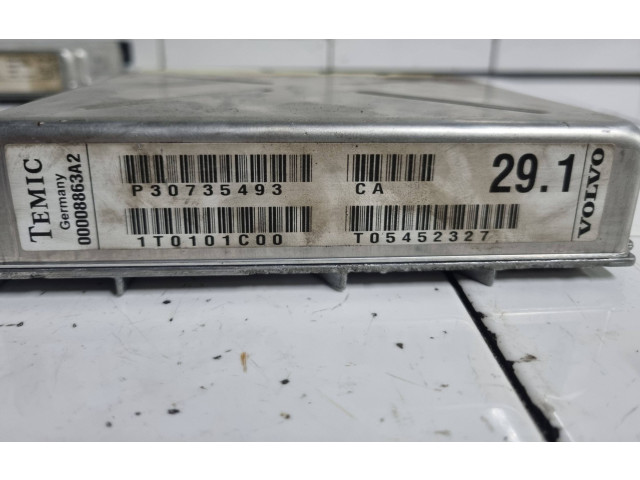 TEMIC
Germany
00008863A2
P30735493
CA
1T0101C00
T05452327
29.1
VOLVO